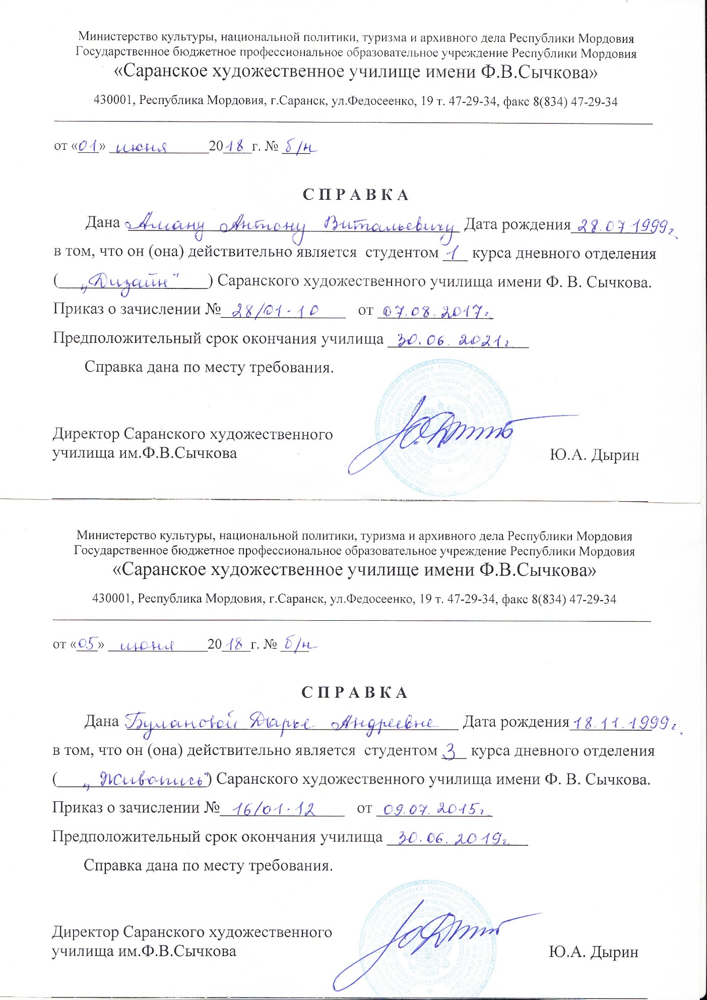 Министерство культуры, национальной политики, туризма и архивного дела Республики Мордовия
Государственное бюджетное профессиональное образовательное учреждение Республики Мордовия
«Саранское художественное училище имени Ф.В.Сычкова»
430001, Республика Мордовия, г.Саранск, ул.Федосеенко, 19 т. 47-29-34, факс 8(834) 47-29-34
от «01» июня 2018 г. № б/н
С П Р А В К А
Дана Аману Антону Витальевичу Дата рождения 28.07 1999г.
в том, что он (она) действительно является студентом 1 курса дневного отделения
(„Дизайн") Саранского художественного училища имени Ф. В. Сычкова.
Приказ о зачислении № 28/01-10 от 07.08.2017г.
Предположительный срок окончания училища 30.06.2021г.
Справка дана по месту требования.
Директор Саранского художественного
училища им.Ф.В.Сычкова Ю.А. Дырин
Министерство культуры, национальной политики, туризма и архивного дела Республики Мордовия
Государственное бюджетное профессиональное образовательное учреждение Республики Мордовия
«Саранское художественное училище имени Ф.В.Сычкова»
430001, Республика Мордовия, г.Саранск, ул.Федосеенко, 19 т. 47-29-34, факс 8(834) 47-29-34
от «05» июня 2018 г. № б/н
С П Р А В К А
Дана Булановой Дарье Андреевне Дата рождения 18.11.1999г.
в том, что он (она) действительно является студентом 3 курса дневного отделения
(„Живопись") Саранского художественного училища имени Ф. В. Сычкова.
Приказ о зачислении № 16/01-12 от 09.07.2015г.
Предположительный срок окончания училища 30.06.2019г.
Справка дана по месту требования.
Директор Саранского художественного
училища им.Ф.В.Сычкова Ю.А. Дырин